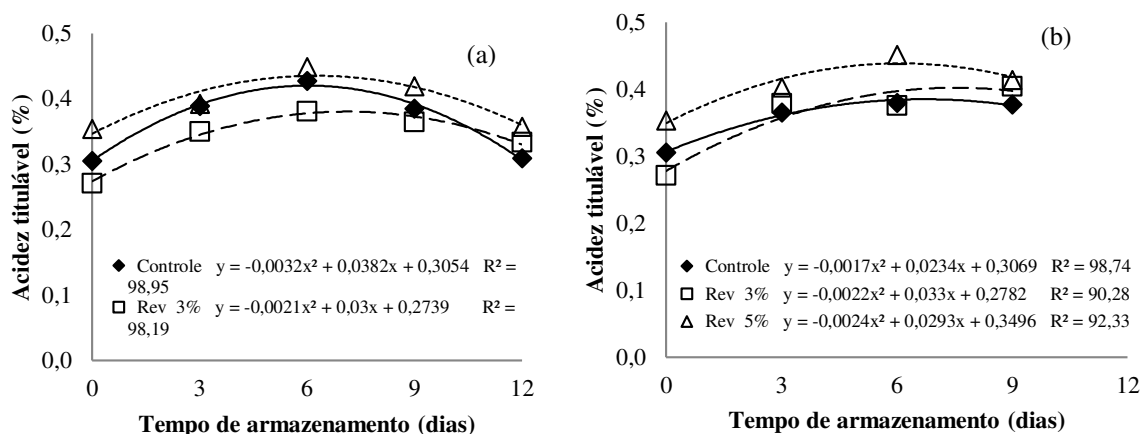 (a)
Acidez titulável (%)
0,5
0,4
0,3
0,2
0,1
0,0
Controle y = -0,0032x² + 0,0382x + 0,3054 R² =
98,95
Rev 3% y = -0,0021x² + 0,03x + 0,2739 R² =
98,19
0 3 6 9 12
Tempo de armazenamento (dias)
(b)
Acidez titulável (%)
0,5
0,4
0,3
0,2
0,1
0,0
Controle y = -0,0017x² + 0,0234x + 0,3069 R² = 98,74
Rev 3% y = -0,0022x² + 0,033x + 0,2782 R² = 90,28
Rev 5% y = -0,0024x² + 0,0293x + 0,3496 R² = 92,33
0 3 6 9 12
Tempo de armazenamento (dias)